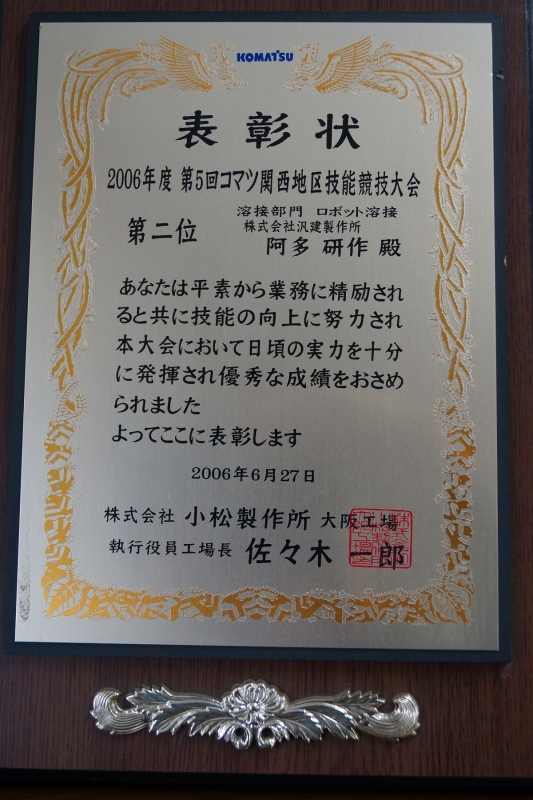 KOMATSU
表彰状
2006年度 第5回コマツ関西地区技能競技大会
溶接部門 ロボット溶接
株式会社汎建製作所
第二位
阿多 研作 殿
あなたは平素から業務に精励され
ると共に技能の向上に努力され
本大会において日頃の実力を十分
に発揮され優秀な成績をおさめ
られました
よってここに表彰します
2006年6月27日
株式会社 小松製作所 大阪工場
執行役員工場長 佐々木 一郎